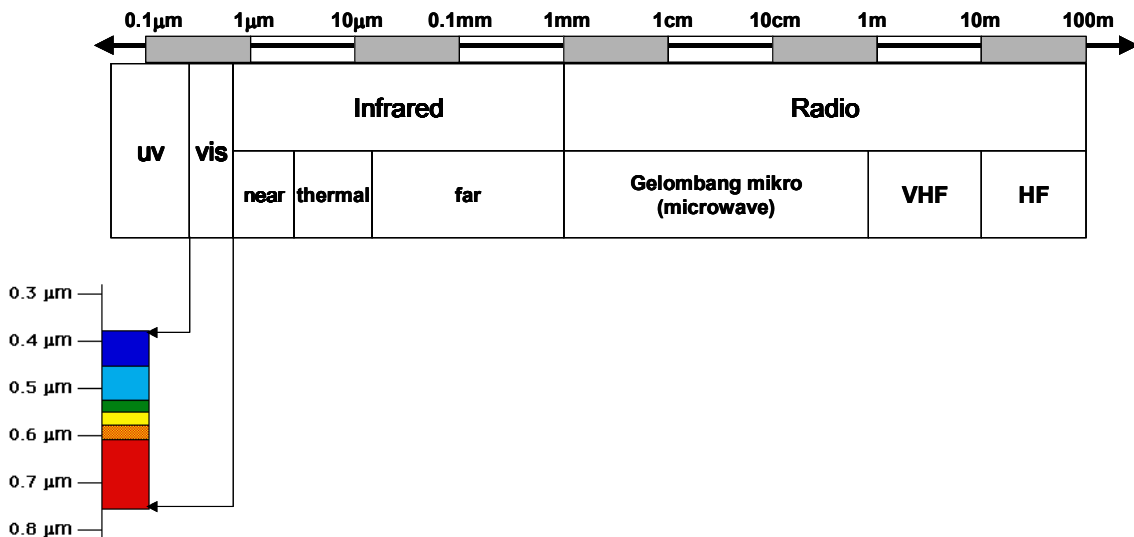 0.1μm 1μm 10μm 0.1mm 1mm 1cm 10cm 1m 10m 100m
Infrared Radio
uv vis
near thermal far Gelombang mikro VHF HF
(microwave)
0.3 μm
0.4 μm
0.5 μm
0.6 μm
0.7 μm
0.8 μm